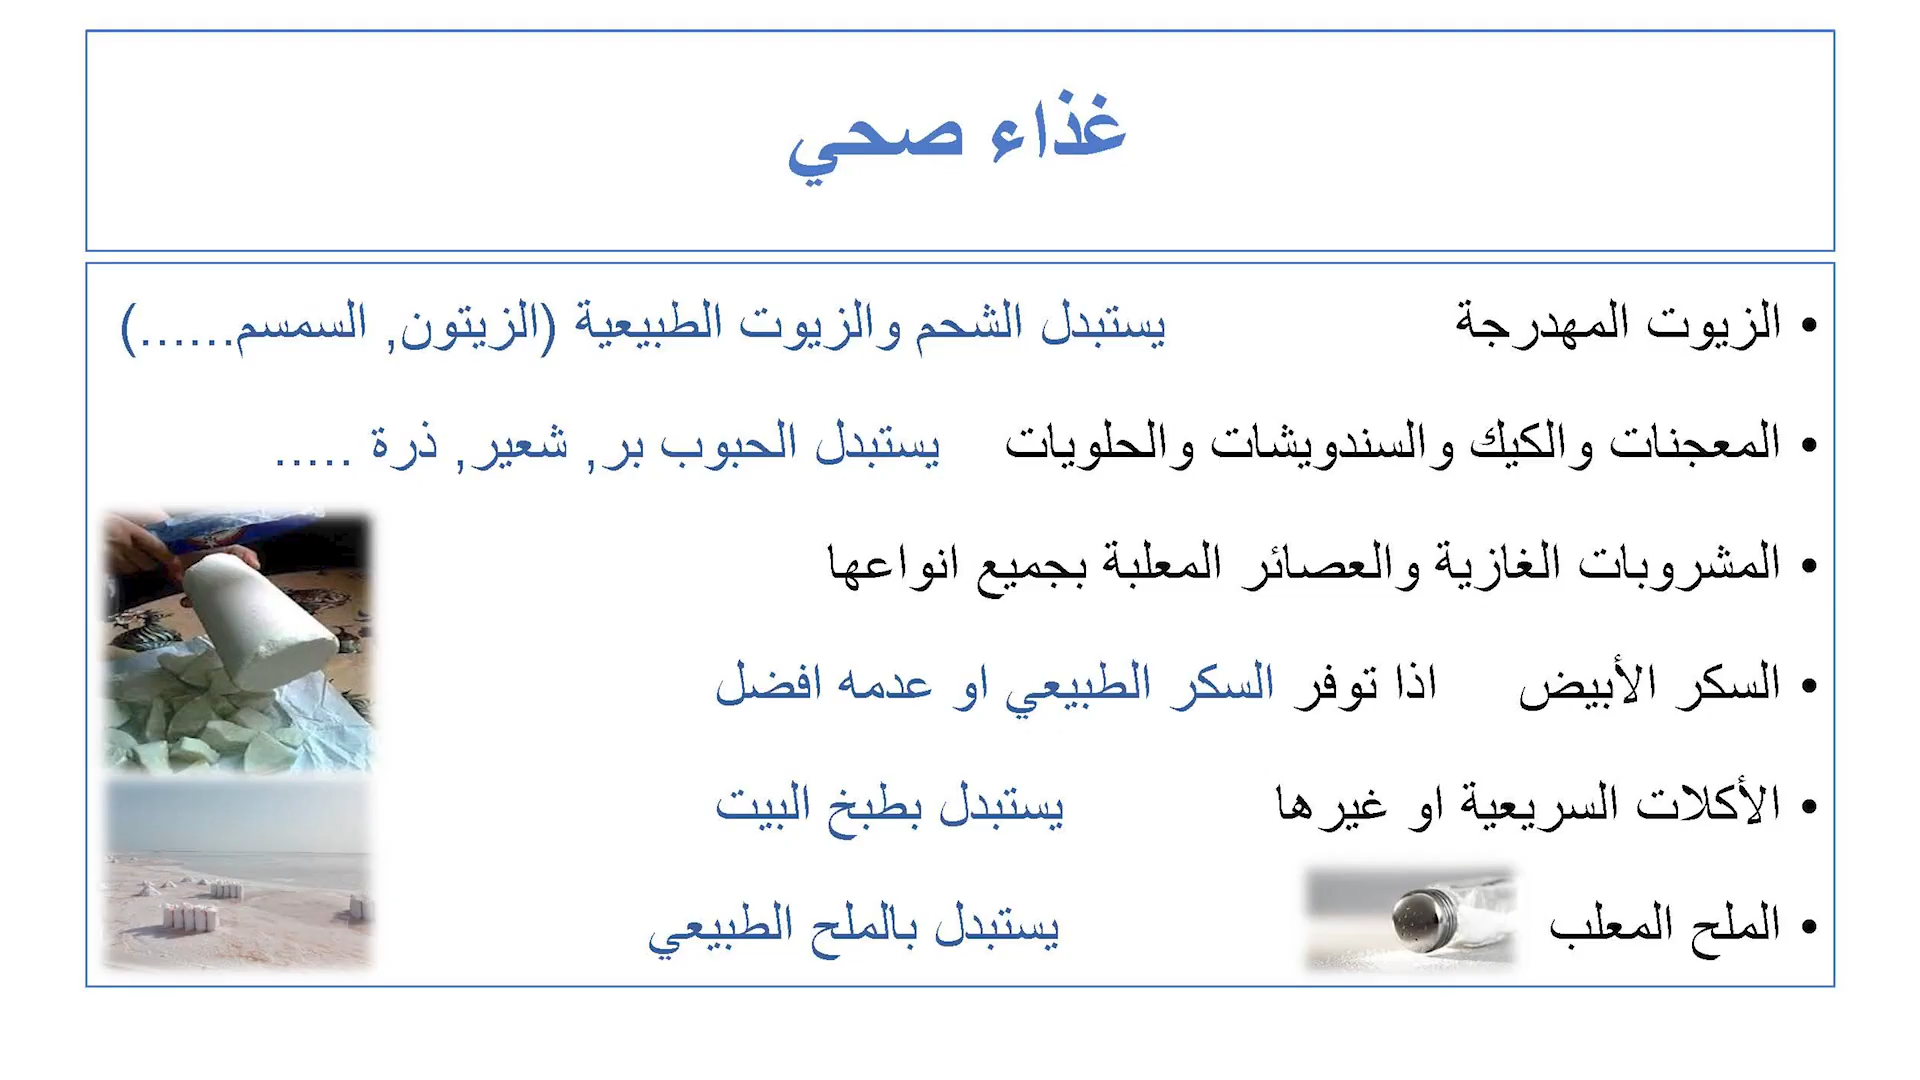 غذاء صحي
• الزيوت المهدرجة يستبدل الشحم والزيوت الطبيعية (الزيتون, السمسم......)
• المعجنات والكيك والسندويشات والحلويات يستبدل الحبوب بر, شعير, ذرة .....
• المشروبات الغازية والعصائر المعلبة بجميع انواعها
• السكر الأبيض اذا توفر السكر الطبيعي او عدمه افضل
• الأكلات السريعية او غيرها يستبدل بطبخ البيت
• الملح المعلب يستبدل بالملح الطبيعي